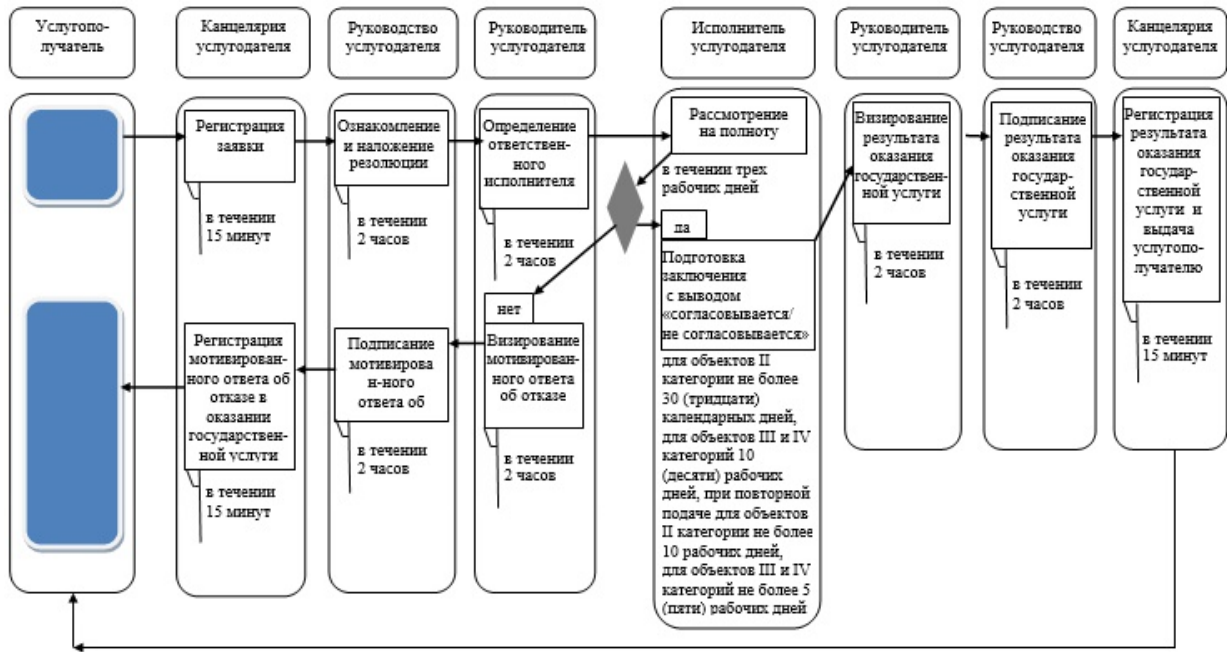 Услугопо-
лучатель
Канцелярия
услугодателя
Руководство
услугодателя
Руководитель
услугодателя
Исполнитель
услугодателя
Руководитель
услугодателя
Руководство
услугодателя
Канцелярия
услугодателя
Регистрация
заявки
в течении
15 минут
Ознакомление
и наложение
резолюции
в течении
2 часов
Определение
ответствен-
ного
исполнителя
в течении
2 часов
Рассмотрение
на полноту
в течении трех
рабочих дней
да
Подготовка
заключения
с выводом
«согласовывается/
не согласовывается»
для объектов II
категории не более
30 (тридцати)
календарных дней,
для объектов III и IV
категорий 10
(десяти) рабочих
дней, при повторной
подаче для объектов
II категории не более
10 рабочих дней,
для объектов III и IV
категорий не более 5
(пяти) рабочих дней
Визирование
результата
оказания
государствен-
ной услуги
в течении
2 часов
Подписание
результата
оказания
государ-
ственной
услуги
в течении
2 часов
Регистрация
результата
оказания
государ-
ственной
услуги и
выдача
услугопо-
лучателю
в течении
15 минут
нет
Визирование
мотивирован-
ного ответа
об отказе
в течении
2 часов
Подписание
мотивирова
н-ного
ответа об
в течении
2 часов
Регистрация
мотивирован-
ного ответа об
отказе в
оказании
государствен-
ной услуги
в течении
15 минут